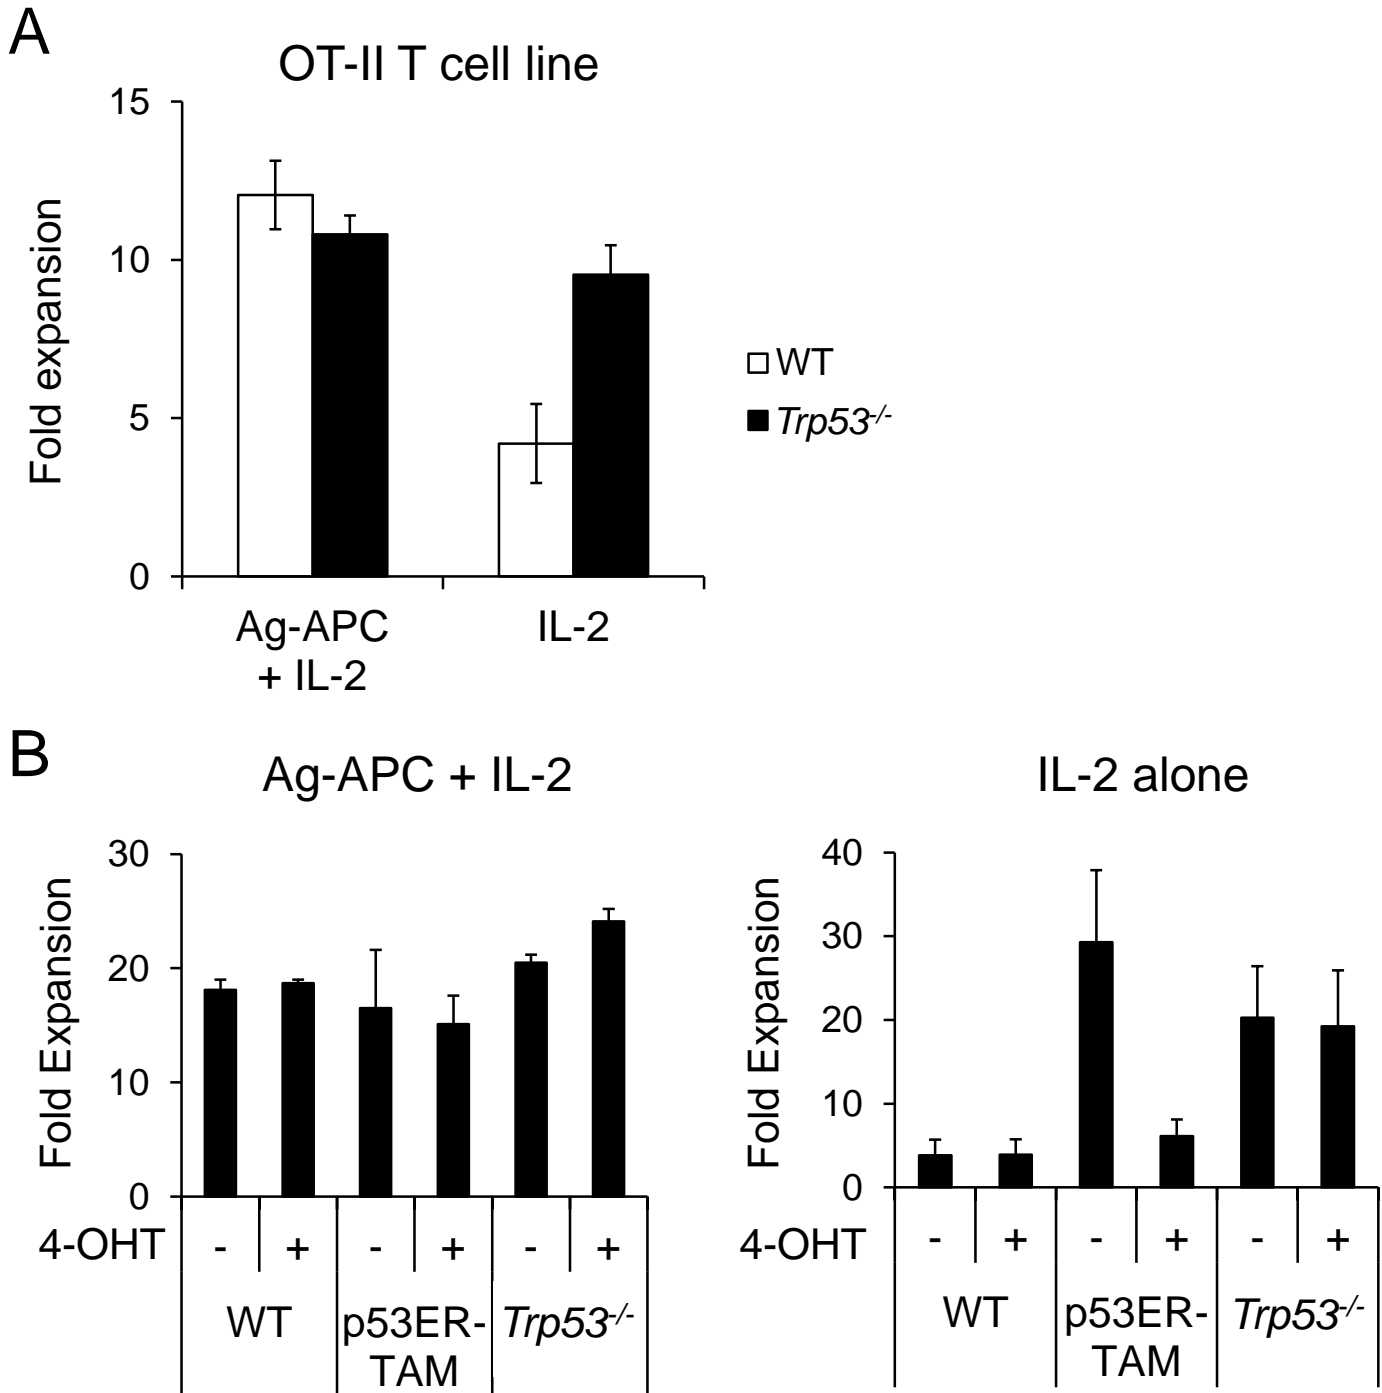 A
OT-II T cell line
15
10
5
0
Fold expansion
Ag-APC
+ IL-2
IL-2
WT
Trp53-/-
B
Ag-APC + IL-2
30
20
10
0
Fold Expansion
4-OHT - + - + - +
WT
p53ER-
TAM
Trp53-/-
IL-2 alone
40
30
20
10
0
Fold Expansion
4-OHT - + - + - +
WT
p53ER-
TAM
Trp53-/-